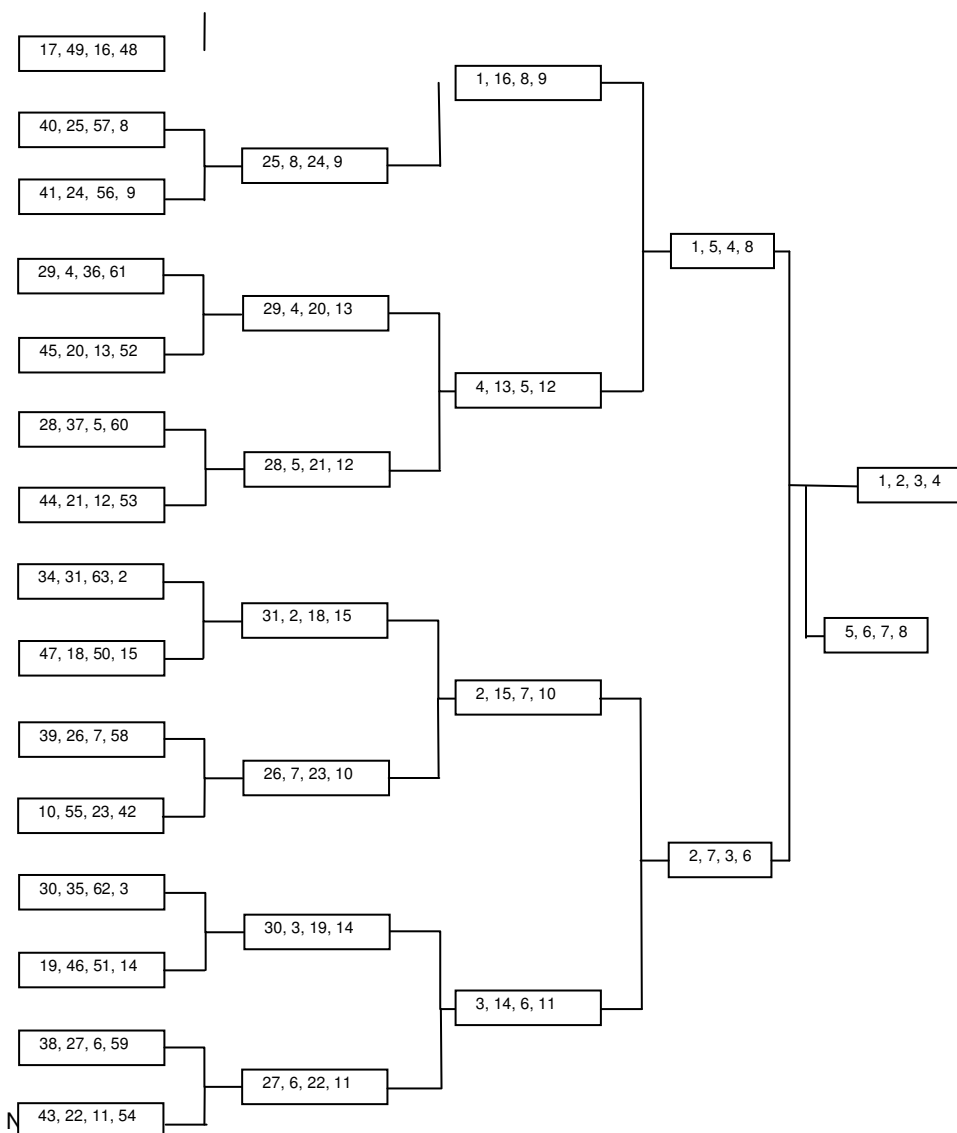 17, 49, 16, 48
1, 16, 8, 9
40, 25, 57, 8
25, 8, 24, 9
41, 24, 56, 9
1, 5, 4, 8
29, 4, 36, 61
29, 4, 20, 13
45, 20, 13, 52
4, 13, 5, 12
28, 37, 5, 60
28, 5, 21, 12
44, 21, 12, 53
1, 2, 3, 4
34, 31, 63, 2
31, 2, 18, 15
47, 18, 50, 15
5, 6, 7, 8
2, 15, 7, 10
39, 26, 7, 58
26, 7, 23, 10
10, 55, 23, 42
2, 7, 3, 6
30, 35, 62, 3
30, 3, 19, 14
19, 46, 51, 14
3, 14, 6, 11
38, 27, 6, 59
27, 6, 22, 11
N
43, 22, 11, 54